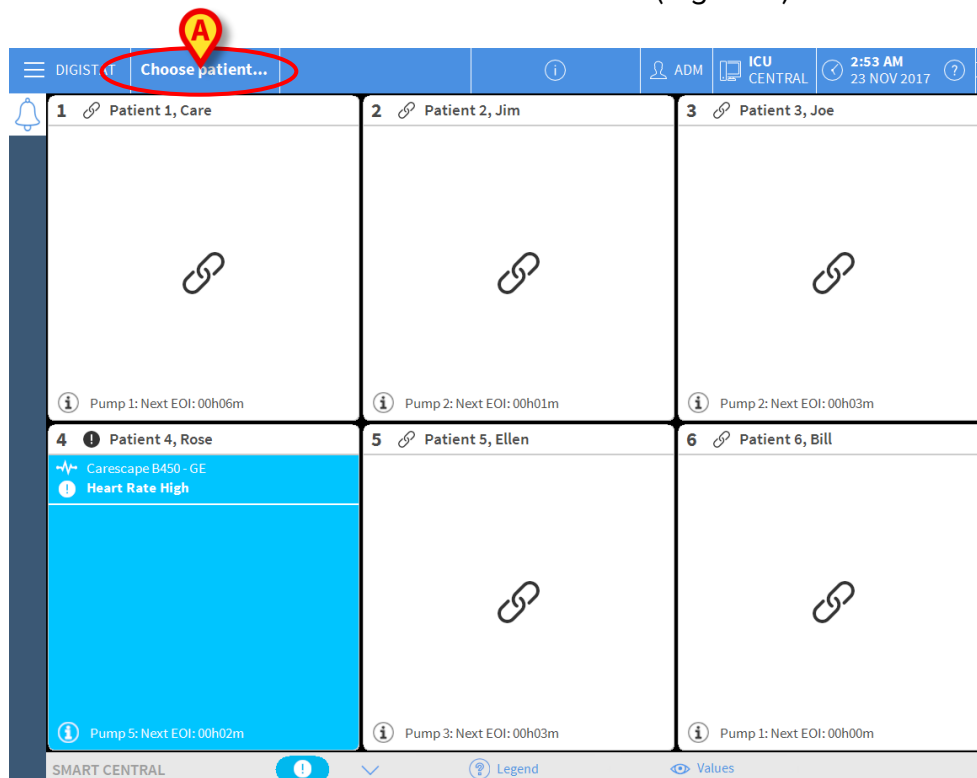 A
DIGISTAT Choose patient... ADM ICU CENTRAL 2:53 AM 23 NOV 2017
1 Patient 1, Care
2 Patient 2, Jim
3 Patient 3, Joe
Pump 1: Next EOI: 00h06m
Pump 2: Next EOI: 00h01m
Pump 2: Next EOI: 00h03m
4 Patient 4, Rose
5 Patient 5, Ellen
6 Patient 6, Bill
Carescape B450 - GE
Heart Rate High
Pump 5: Next EOI: 00h02m
Pump 3: Next EOI: 00h03m
Pump 1: Next EOI: 00h00m
SMART CENTRAL Legend Values